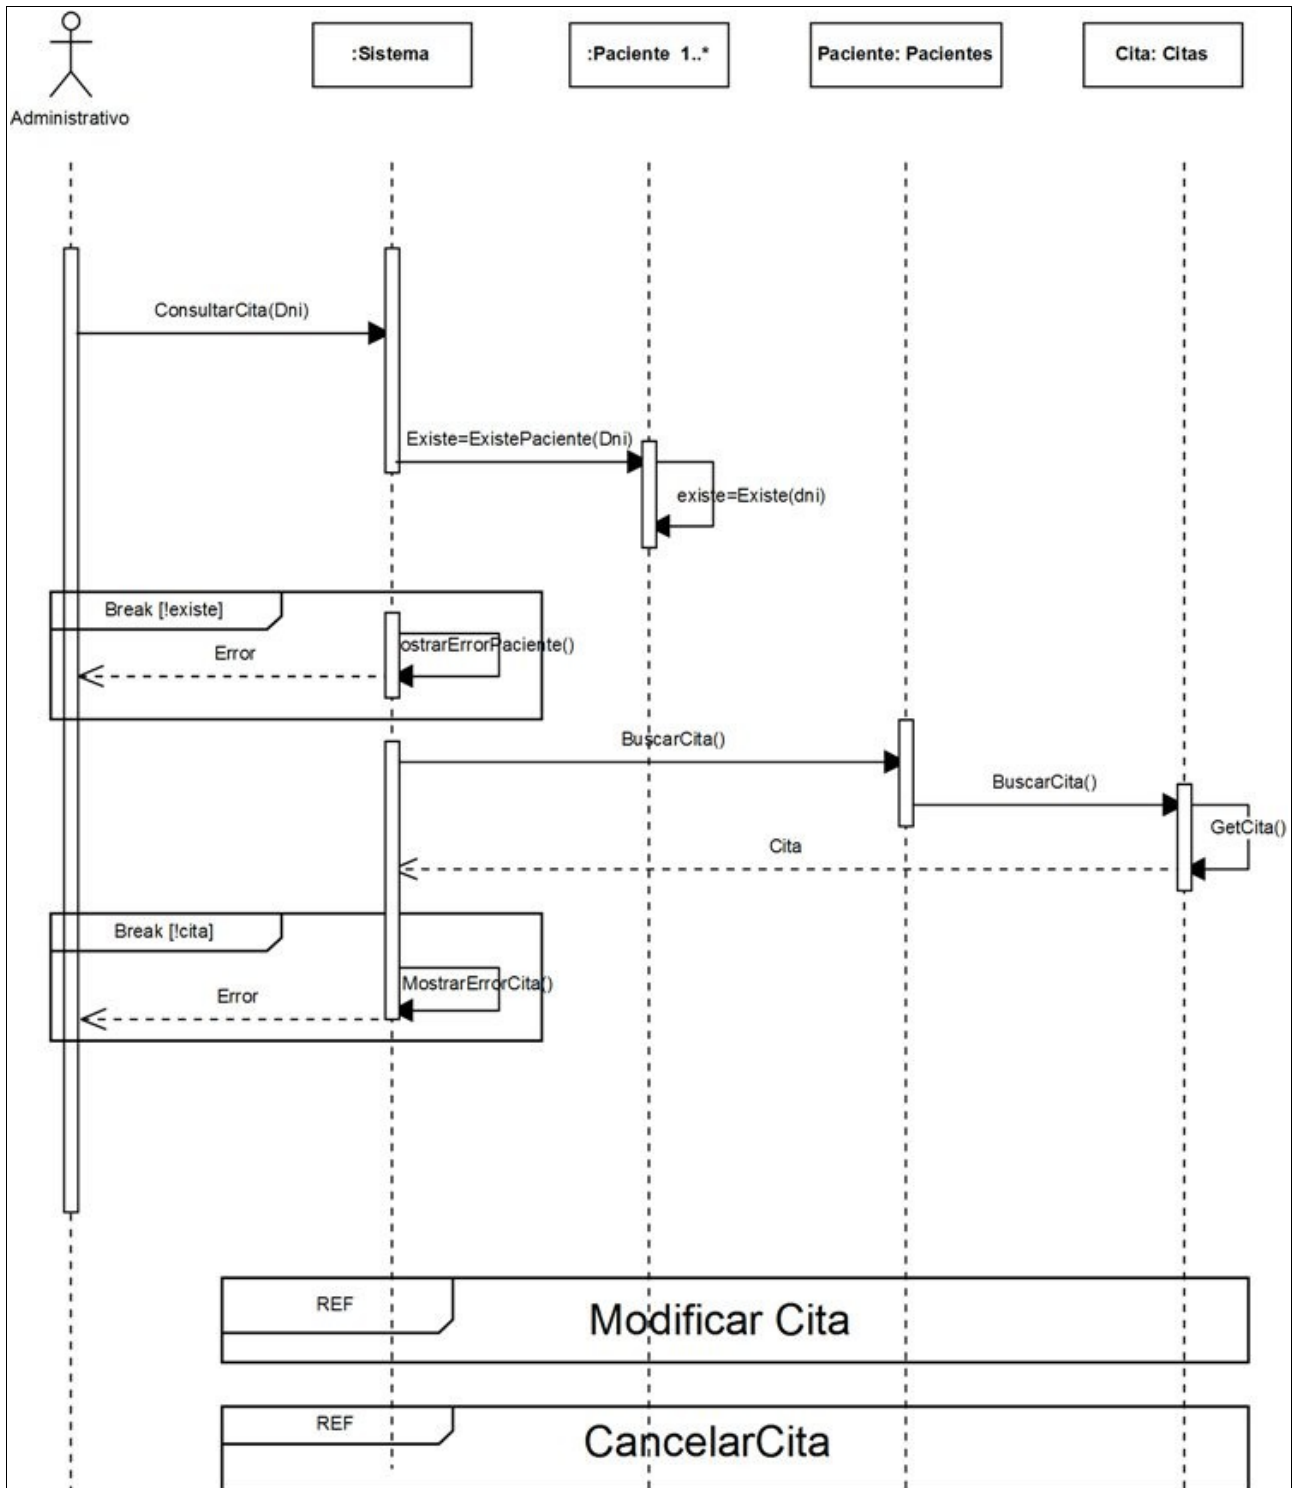 :Sistema
:Paciente 1..*
Paciente: Pacientes
Cita: Citas
Administrativo
ConsultarCita(Dni)
Existe=ExistePaciente(Dni)
existe=Existe(dni)
Break [!existe]
ostrarErrorPaciente()
Error
BuscarCita()
BuscarCita()
GetCita()
Cita
Break [!cita]
MostrarErrorCita()
Error
REF
Modificar Cita
REF
CancelarCita